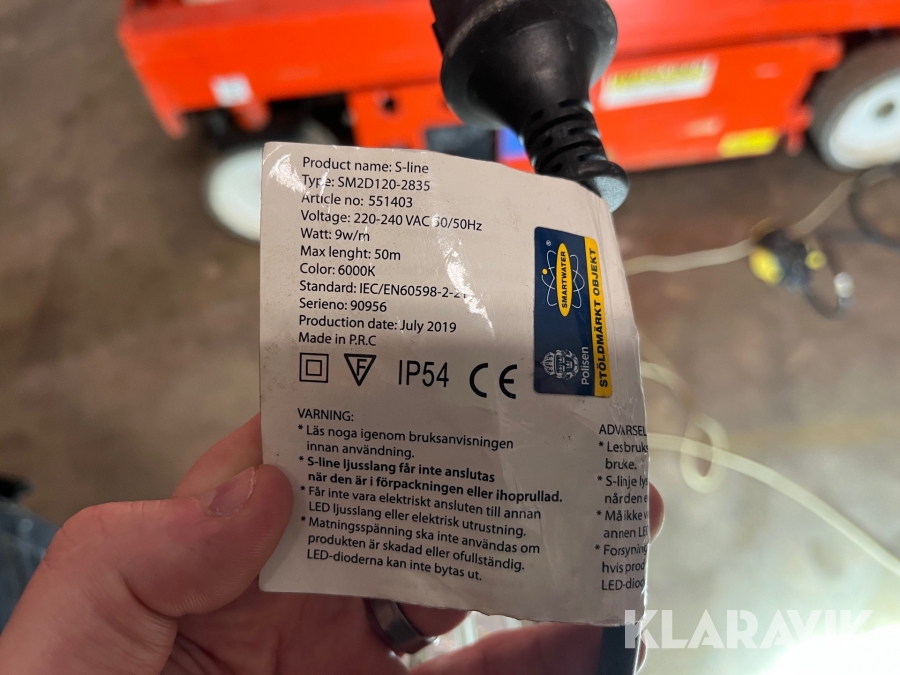 Product name: S-line
Type: SM2D120-2835
Article no: 551403
Voltage: 220-240 VAC 50/50Hz
Watt: 9w/m
Max lenght: 50m
Color: 6000K
Standard: IEC/EN60598-2-21
Serieno: 90956
Production date: July 2019
Made in P.R.C
F
IP54 CE
SMARTWATER ®
STÖLDMÄRKT OBJEKT
Polisen
VARNING:
* Läs noga igenom bruksanvisningen
innan användning.
* S-line ljusslang får inte anslutas
när den är i förpackningen eller ihoprullad.
* Får inte vara elektriskt ansluten till annan
LED ljusslang eller elektrisk utrustning.
* Matningsspänning ska inte användas om
produkten är skadad eller ofullständig.
LED-dioderna kan inte bytas ut.
ADVARSEL
* Les bruks
bruke.
* S-linje ly
når den e
* Må ikke v
annen LE
* Forsyning
hvis prod
LED-diod
KLARAVIK